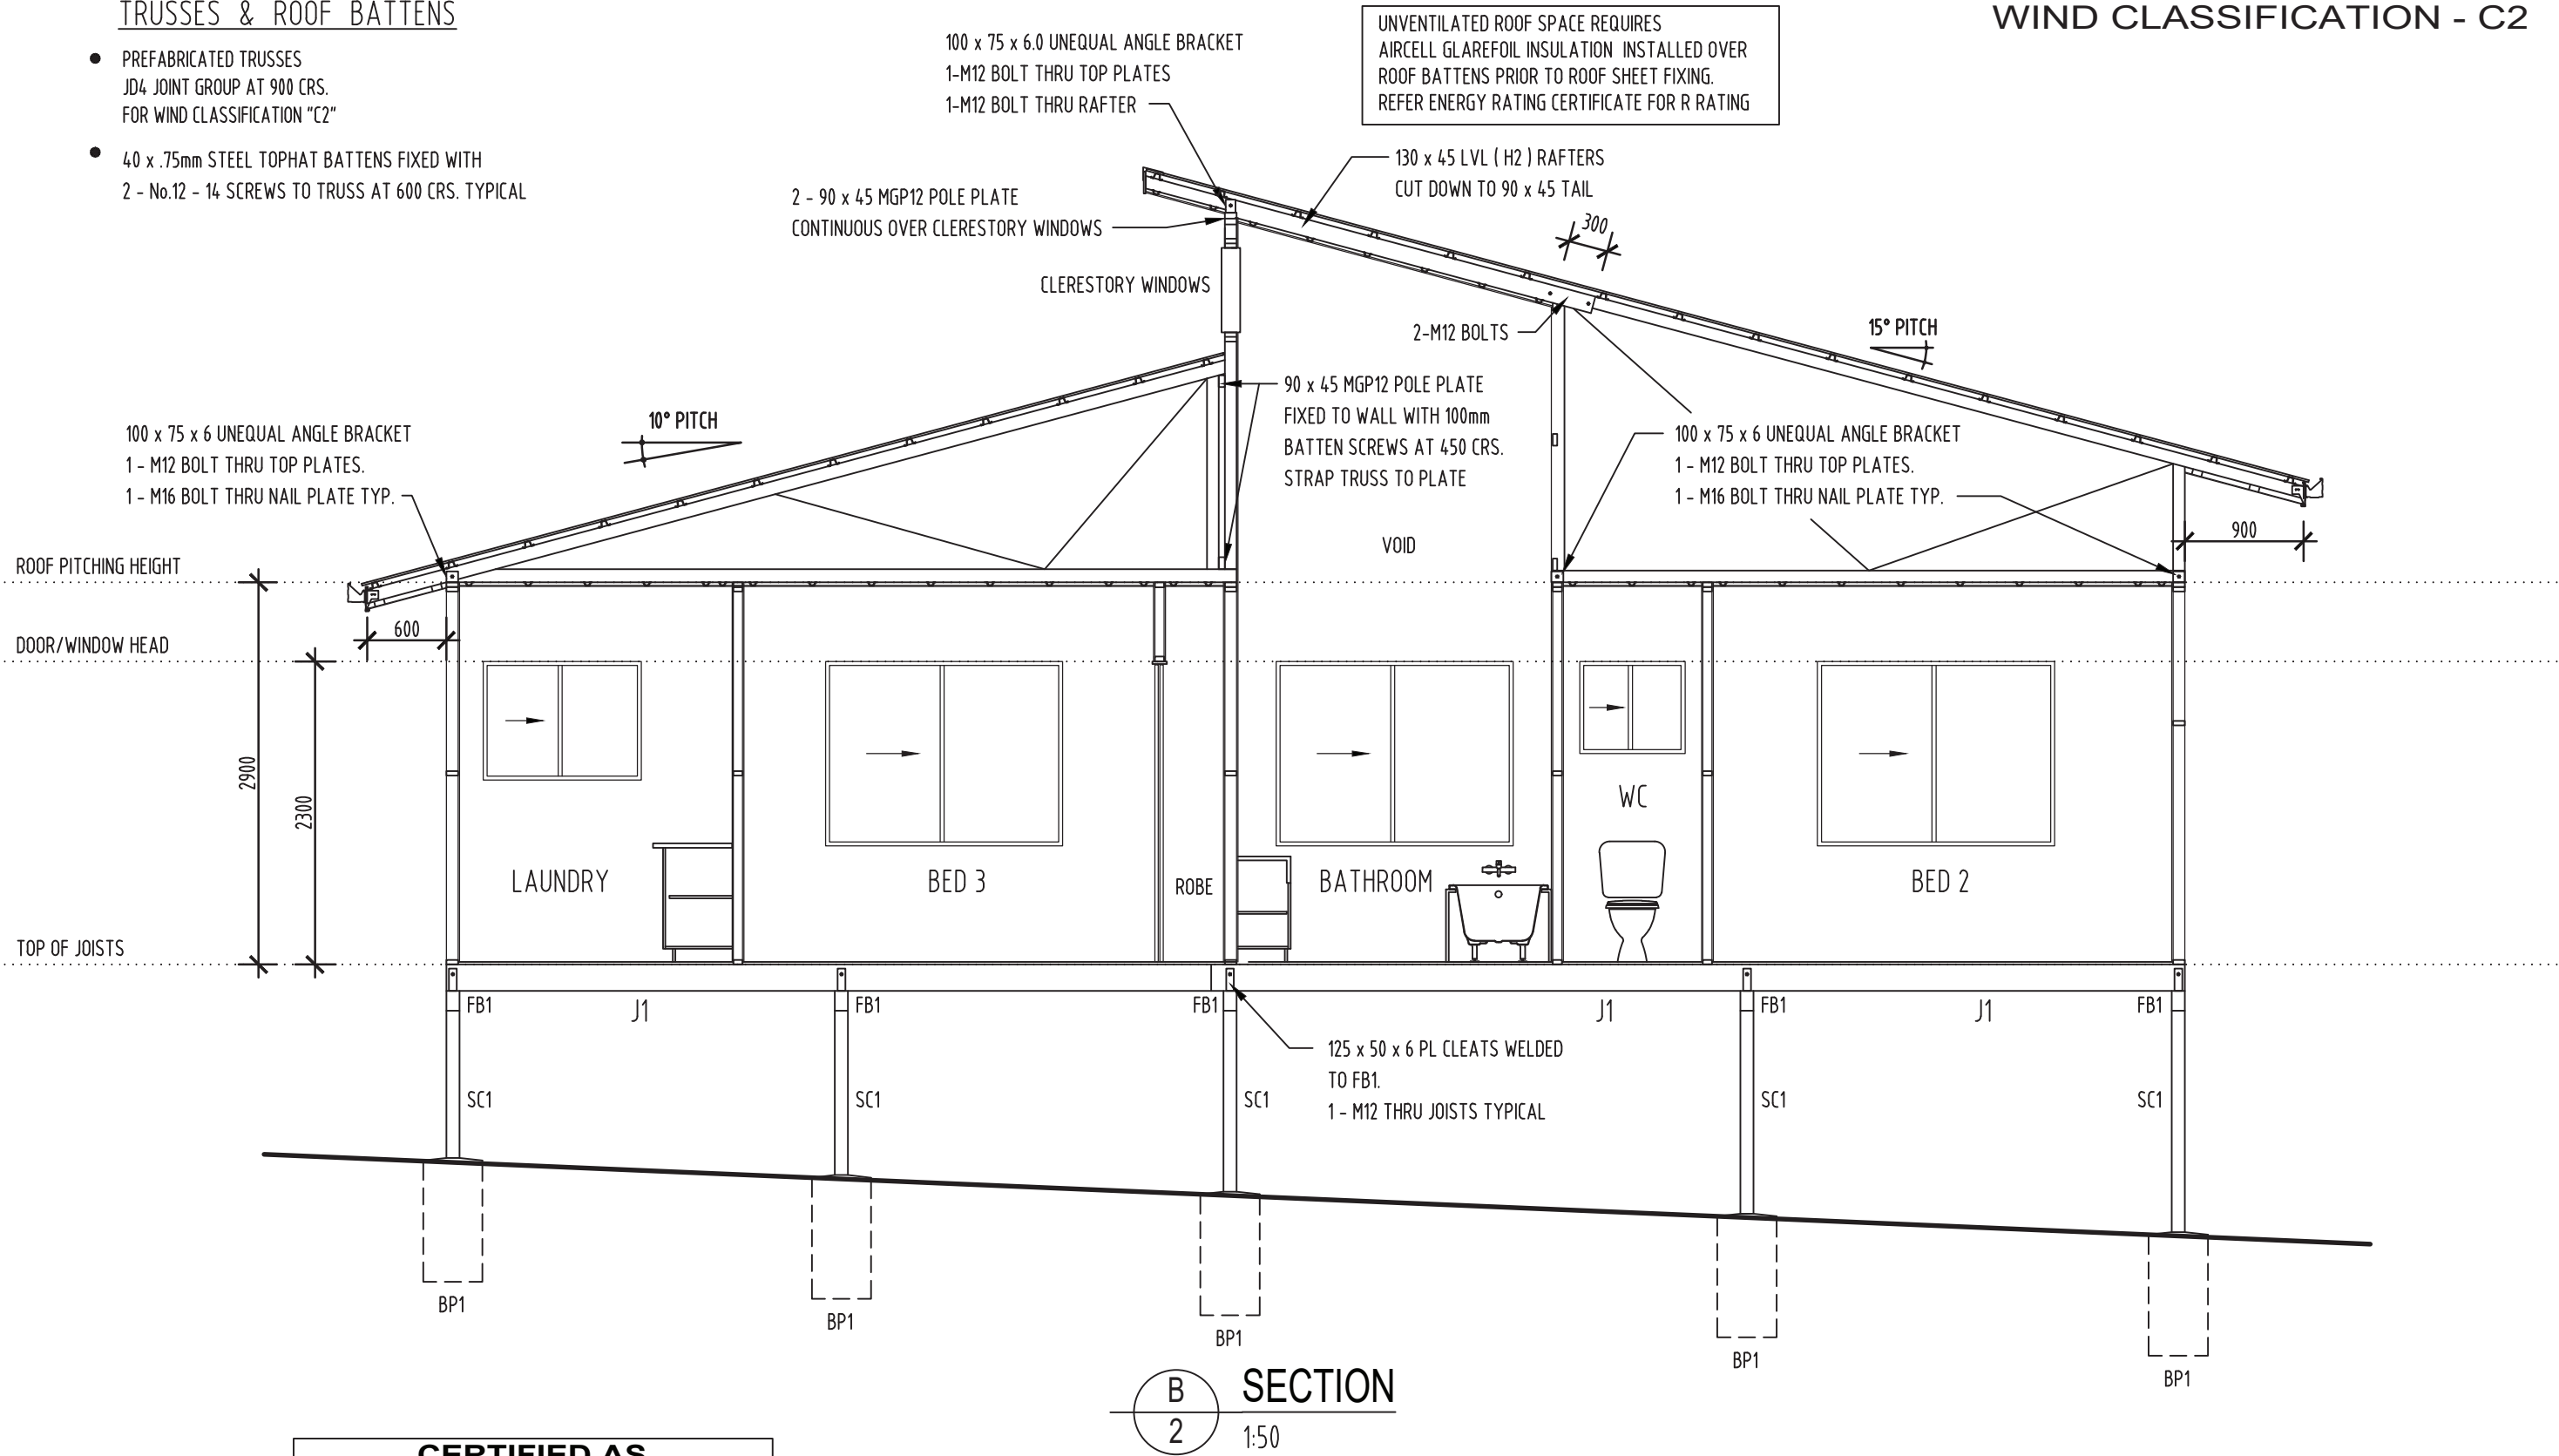 TRUSSES & ROOF BATTENS
PREFABRICATED TRUSSES
JD4 JOINT GROUP AT 900 CRS.
FOR WIND CLASSIFICATION "C2"
40 x .75mm STEEL TOPHAT BATTENS FIXED WITH
2 - No.12 - 14 SCREWS TO TRUSS AT 600 CRS. TYPICAL
100 x 75 x 6.0 UNEQUAL ANGLE BRACKET
1-M12 BOLT THRU TOP PLATES
1-M12 BOLT THRU RAFTER
UNVENTILATED ROOF SPACE REQUIRES
AIRCELL GLAREFOIL INSULATION INSTALLED OVER
ROOF BATTENS PRIOR TO ROOF SHEET FIXING.
REFER ENERGY RATING CERTIFICATE FOR R RATING
WIND CLASSIFICATION - C2
2 - 90 x 45 MGP12 POLE PLATE
CONTINUOUS OVER CLERESTORY WINDOWS
130 x 45 LVL ( H2 ) RAFTERS
CUT DOWN TO 90 x 45 TAIL
300
CLERESTORY WINDOWS
2-M12 BOLTS
15° PITCH
10° PITCH
90 x 45 MGP12 POLE PLATE
FIXED TO WALL WITH 100mm
BATTEN SCREWS AT 450 CRS.
STRAP TRUSS TO PLATE
100 x 75 x 6 UNEQUAL ANGLE BRACKET
1 - M12 BOLT THRU TOP PLATES.
1 - M16 BOLT THRU NAIL PLATE TYP.
100 x 75 x 6 UNEQUAL ANGLE BRACKET
1 - M12 BOLT THRU TOP PLATES.
1 - M16 BOLT THRU NAIL PLATE TYP.
VOID
900
ROOF PITCHING HEIGHT
600
DOOR/WINDOW HEAD
2900
2300
WC
LAUNDRY
BED 3
ROBE
BATHROOM
BED 2
TOP OF JOISTS
FB1
J1
FB1
FB1
J1
FB1
J1
FB1
125 x 50 x 6 PL CLEATS WELDED
TO FB1.
1 - M12 THRU JOISTS TYPICAL
SC1
SC1
SC1
SC1
SC1
BP1
BP1
BP1
BP1
BP1
B
2
SECTION
1:50
CERTIFIED AS